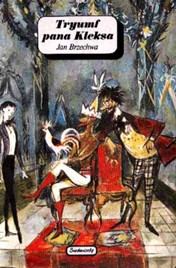 Tryumf
pana Kleksa
Jan Brzechwa
Siedmioróg